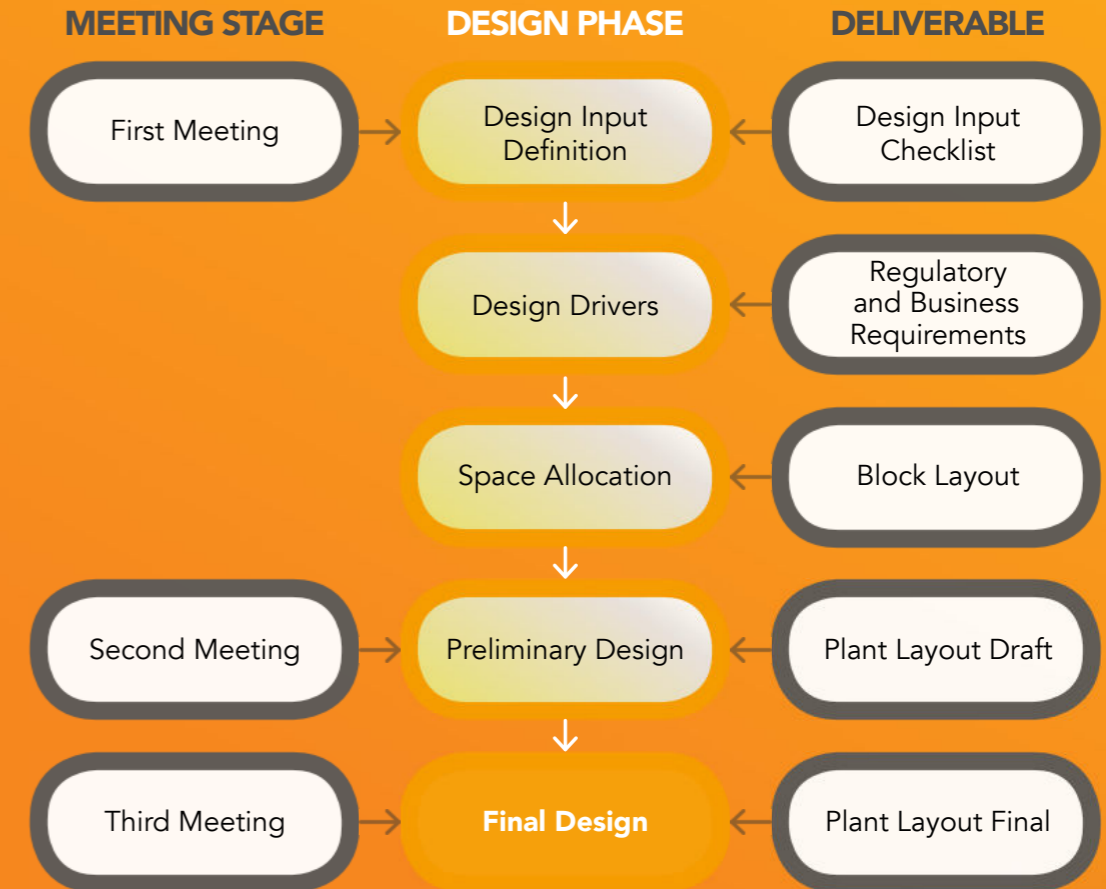 MEETING STAGE
DESIGN PHASE
DELIVERABLE
First Meeting
Design Input
Definition
Design Input
Checklist
Design Drivers
Regulatory
and Business
Requirements
Space Allocation
Block Layout
Second Meeting
Preliminary Design
Plant Layout Draft
Third Meeting
Final Design
Plant Layout Final